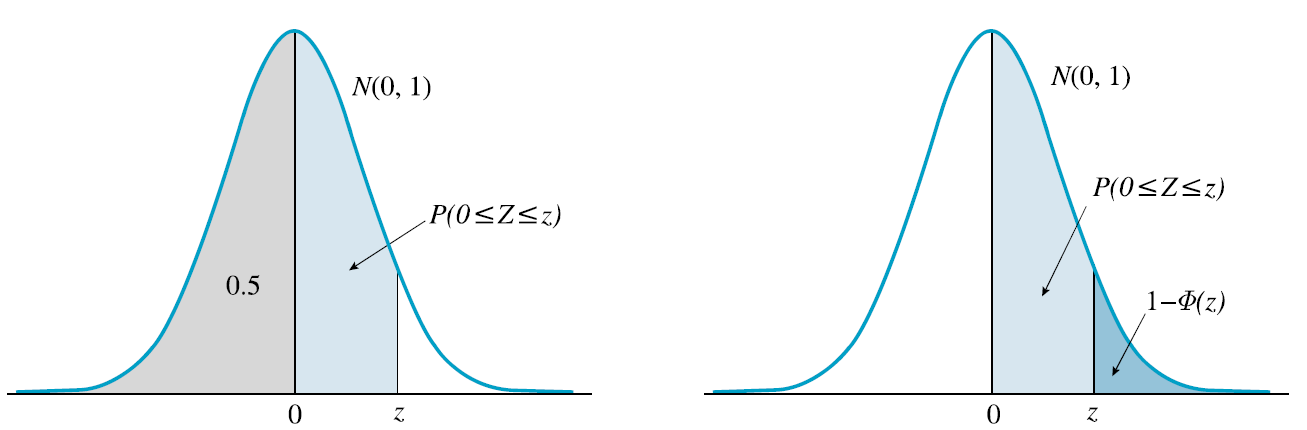 N(0, 1)
P(0≤Z≤z)
0.5
0
z
N(0, 1)
P(0≤Z≤z)
1−Φ(z)
0
z